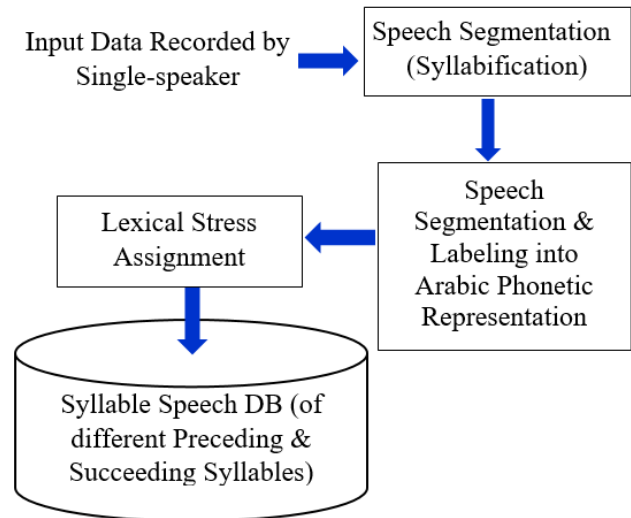 Input Data Recorded by
Single-speaker
Speech Segmentation
(Syllabification)
Speech
Segmentation &
Labeling into
Arabic Phonetic
Representation
Lexical Stress
Assignment
Syllable Speech DB (of
different Preceding &
Succeeding Syllables)